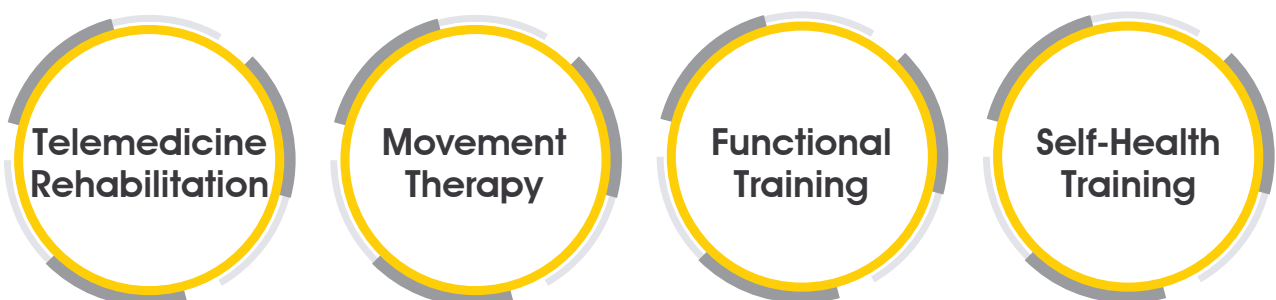 Telemedicine
Rehabilitation
Movement
Therapy
Functional
Training
Self-Health
Training